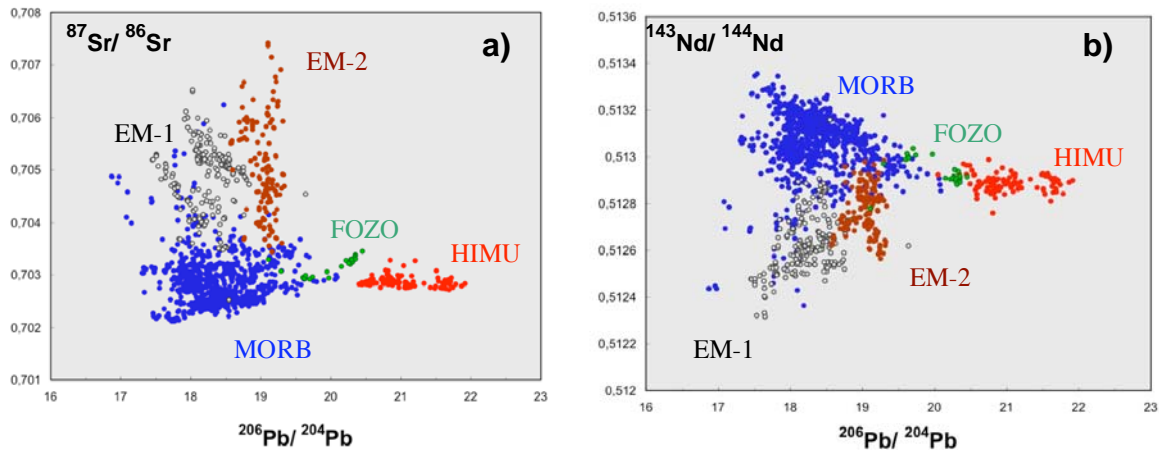 0,708
0,707
0,706
0,705
0,704
0,703
0,702
0,701
⁸⁷Sr/ ⁸⁶Sr
a)
EM-2
EM-1
FOZO
HIMU
MORB
16 17 18 19 20 21 22 23
²⁰⁶Pb/ ²⁰⁴Pb
0,5136
0,5134
0,5132
0,513
0,5128
0,5126
0,5124
0,5122
0,512
¹⁴³Nd/ ¹⁴⁴Nd
b)
MORB
FOZO
HIMU
EM-2
EM-1
16 17 18 19 20 21 22 23
²⁰⁶Pb/ ²⁰⁴Pb